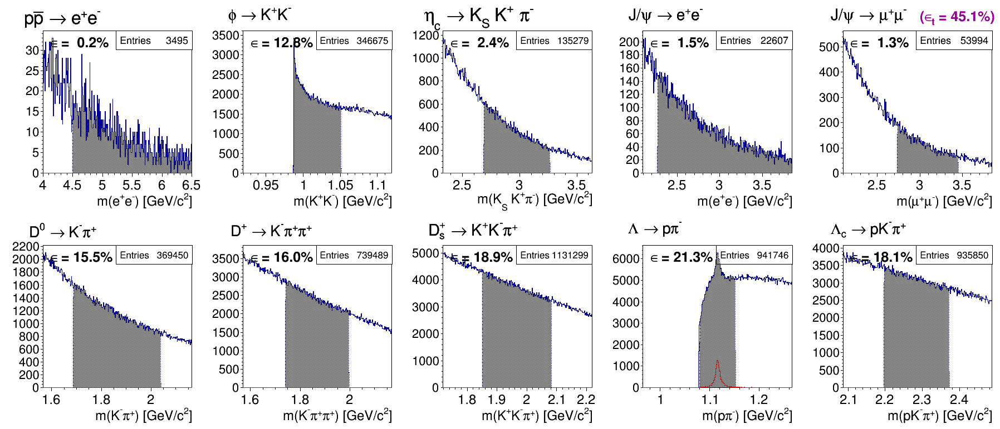 pp̅ → e⁺e⁻
ϵ = 0.2%
Entries 3495
30
25
20
15
10
5
0
4 4.5 5 5.5 6 6.5
m(e⁺e⁻) [GeV/c²]
ϕ → K⁺K⁻
ϵ = 12.8%
Entries 346675
3500
3000
2500
2000
1500
1000
500
0
0.95 1 1.05 1.1
m(K⁺K⁻) [GeV/c²]
η_c → K_S K⁺ π⁻
ϵ = 2.4%
Entries 135279
1200
1000
800
600
400
200
0
2.5 3 3.5
m(K_S K⁺π⁻) [GeV/c²]
J/ψ → e⁺e⁻
ϵ = 1.5%
Entries 22607
200
180
160
140
120
100
80
60
40
20
0
2.5 3 3.5
m(e⁺e⁻) [GeV/c²]
J/ψ → μ⁺μ⁻ (ϵ_t = 45.1%)
ϵ = 1.3%
Entries 53994
500
400
300
200
100
0
2.5 3 3.5
m(μ⁺μ⁻) [GeV/c²]
D⁰ → K⁻π⁺
ϵ = 15.5%
Entries 369450
2200
2000
1800
1600
1400
1200
1000
800
600
400
200
0
1.6 1.8 2
m(K⁻π⁺) [GeV/c²]
D⁺ → K⁻π⁺π⁺
ϵ = 16.0%
Entries 739489
3500
3000
2500
2000
1500
1000
500
0
1.6 1.8 2
m(K⁻π⁺π⁺) [GeV/c²]
D_s⁺ → K⁺K⁻π⁺
ϵ = 18.9%
Entries 1131299
5000
4000
3000
2000
1000
0
1.8 1.9 2 2.1 2.2
m(K⁺K⁻π⁺) [GeV/c²]
Λ → pπ⁻
ϵ = 21.3%
Entries 941746
6000
5000
4000
3000
2000
1000
0
1 1.1 1.2
m(pπ⁻) [GeV/c²]
Λ_c → pK⁻π⁺
ϵ = 18.1%
Entries 935850
4000
3500
3000
2500
2000
1500
1000
500
0
2.1 2.2 2.3 2.4
m(pK⁻π⁺) [GeV/c²]